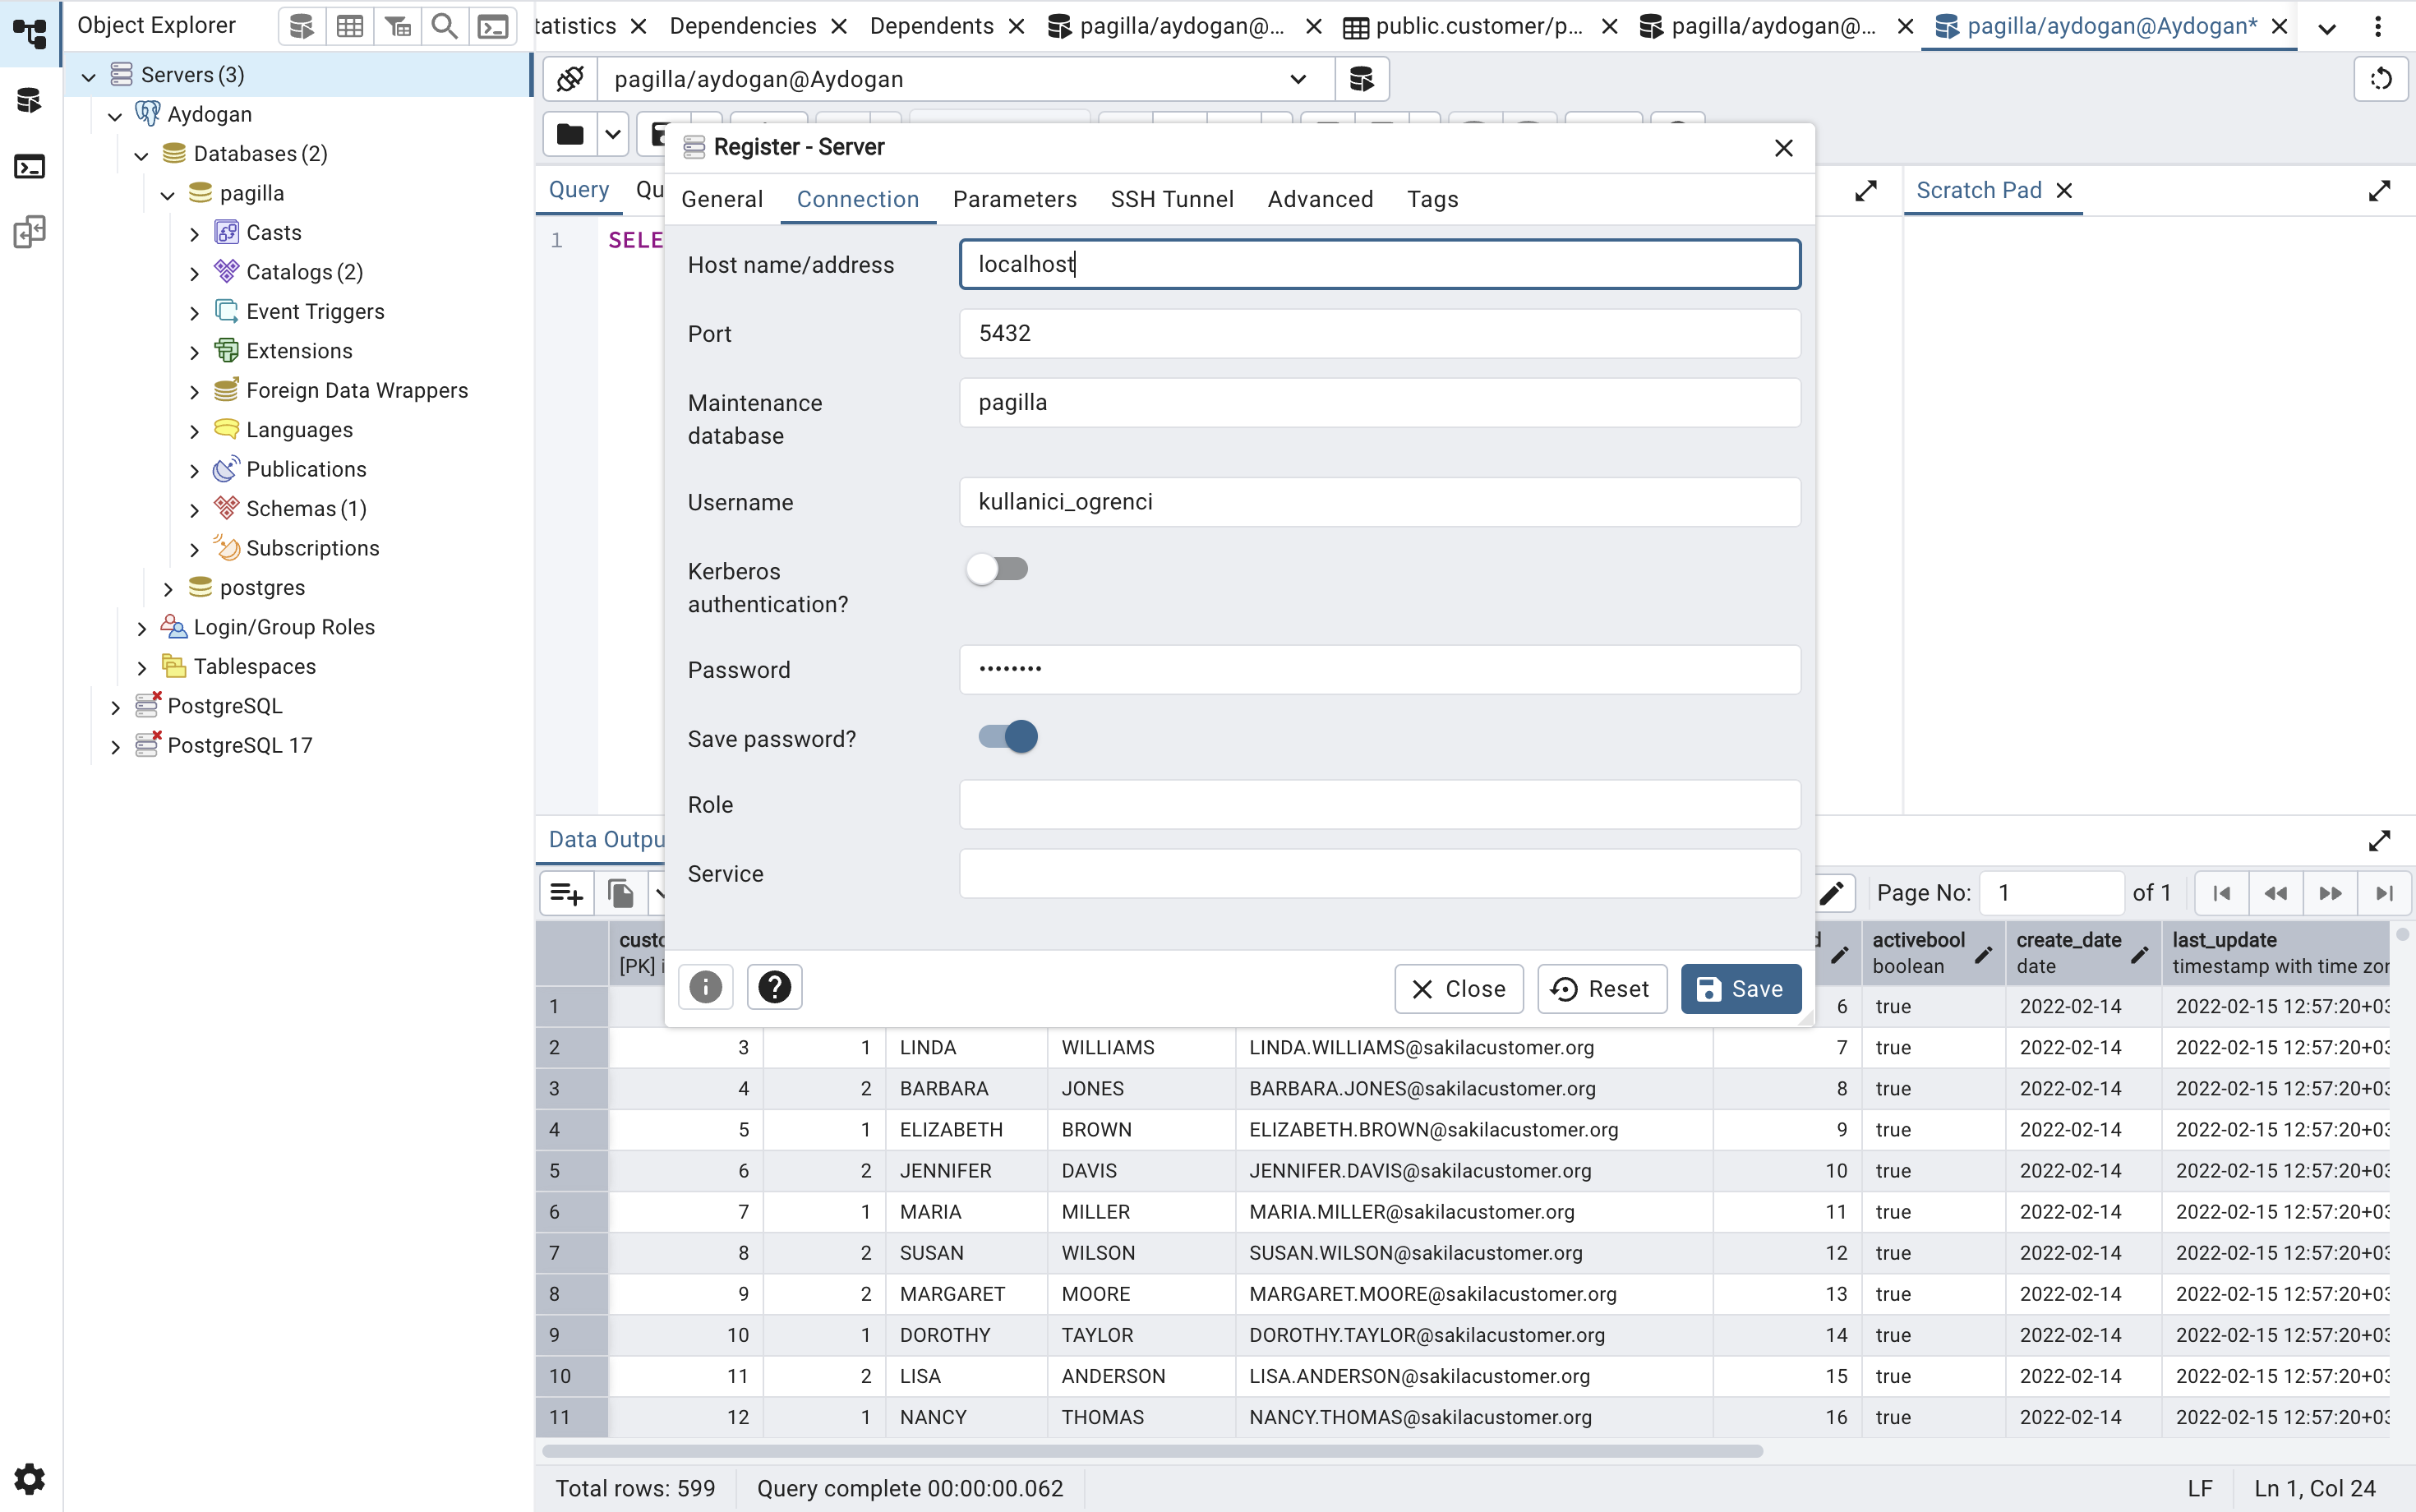 Object Explorer
tatistics
Dependencies
Dependents
pagilla/aydogan@...
public.customer/p...
pagilla/aydogan@...
pagilla/aydogan@Aydogan*
Servers (3)
Aydogan
Databases (2)
pagilla
Casts
Catalogs (2)
Event Triggers
Extensions
Foreign Data Wrappers
Languages
Publications
Schemas (1)
Subscriptions
postgres
Login/Group Roles
Tablespaces
PostgreSQL
PostgreSQL 17
pagilla/aydogan@Aydogan
Query
Qu
Scratch Pad
1 SELE
Register - Server
General Connection Parameters SSH Tunnel Advanced Tags
Host name/address localhost
Port 5432
Maintenance database pagilla
Username kullanici_ogrenci
Kerberos authentication?
Password ••••••••
Save password?
Role
Service
Close Reset Save
Data Outpu
Page No: 1 of 1
custo
[PK] i
activebool
boolean
create_date
date
last_update
timestamp with time zor
1 6 true 2022-02-14 2022-02-15 12:57:20+03
2 3 1 LINDA WILLIAMS LINDA.WILLIAMS@sakilacustomer.org 7 true 2022-02-14 2022-02-15 12:57:20+03
3 4 2 BARBARA JONES BARBARA.JONES@sakilacustomer.org 8 true 2022-02-14 2022-02-15 12:57:20+03
4 5 1 ELIZABETH BROWN ELIZABETH.BROWN@sakilacustomer.org 9 true 2022-02-14 2022-02-15 12:57:20+03
5 6 2 JENNIFER DAVIS JENNIFER.DAVIS@sakilacustomer.org 10 true 2022-02-14 2022-02-15 12:57:20+03
6 7 1 MARIA MILLER MARIA.MILLER@sakilacustomer.org 11 true 2022-02-14 2022-02-15 12:57:20+03
7 8 2 SUSAN WILSON SUSAN.WILSON@sakilacustomer.org 12 true 2022-02-14 2022-02-15 12:57:20+03
8 9 2 MARGARET MOORE MARGARET.MOORE@sakilacustomer.org 13 true 2022-02-14 2022-02-15 12:57:20+03
9 10 1 DOROTHY TAYLOR DOROTHY.TAYLOR@sakilacustomer.org 14 true 2022-02-14 2022-02-15 12:57:20+03
10 11 2 LISA ANDERSON LISA.ANDERSON@sakilacustomer.org 15 true 2022-02-14 2022-02-15 12:57:20+03
11 12 1 NANCY THOMAS NANCY.THOMAS@sakilacustomer.org 16 true 2022-02-14 2022-02-15 12:57:20+03
Total rows: 599
Query complete 00:00:00.062
LF
Ln 1, Col 24